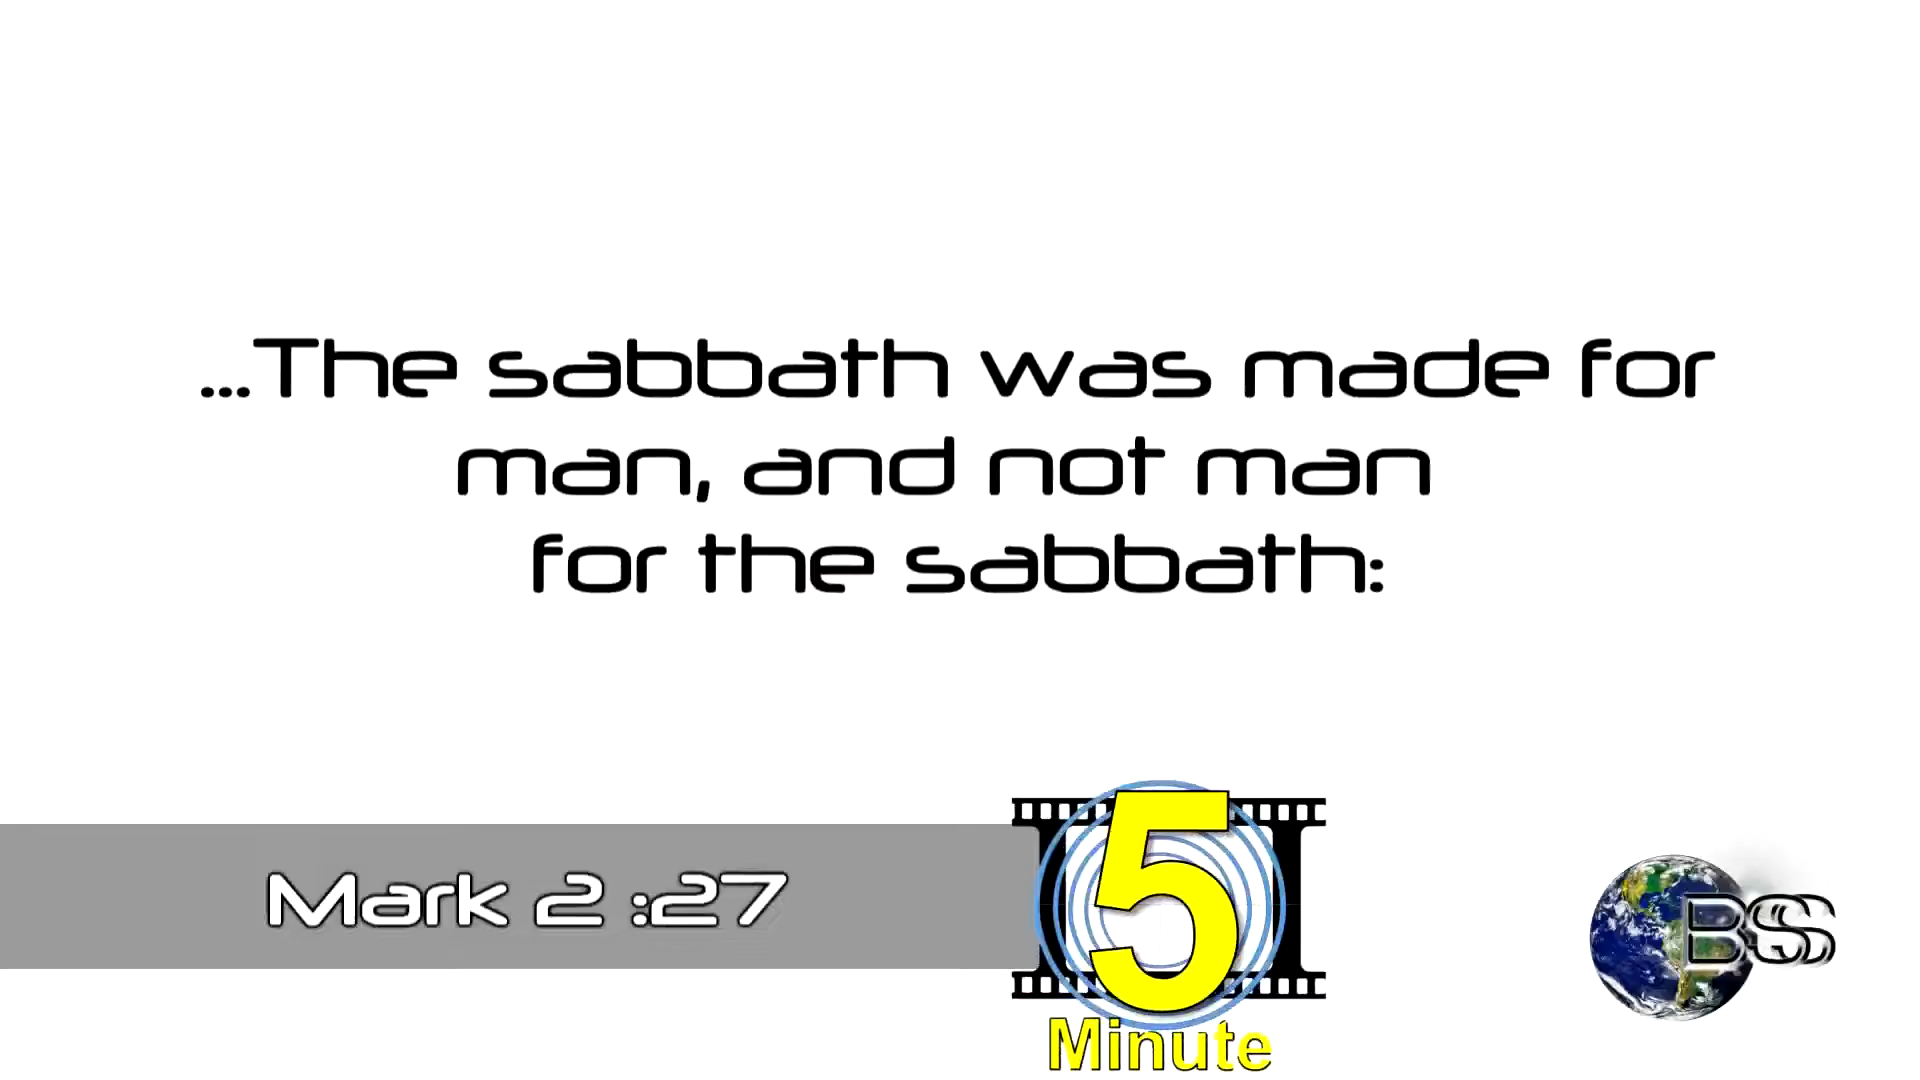 ...The sabbath was made for
man, and not man
for the sabbath:
Mark 2 :27
5
Minute
BSS